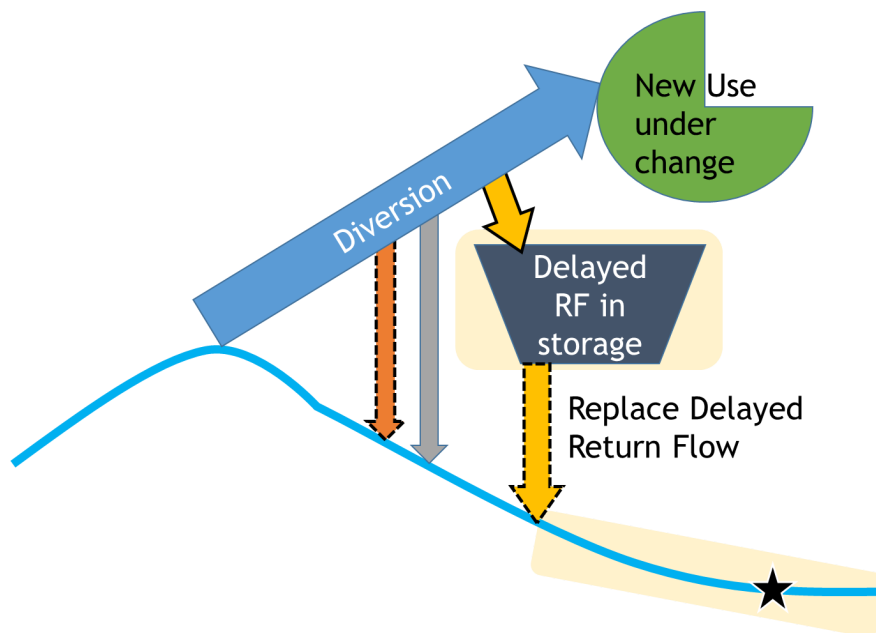 New Use
under
change
Diversion
Delayed
RF in
storage
Replace Delayed
Return Flow